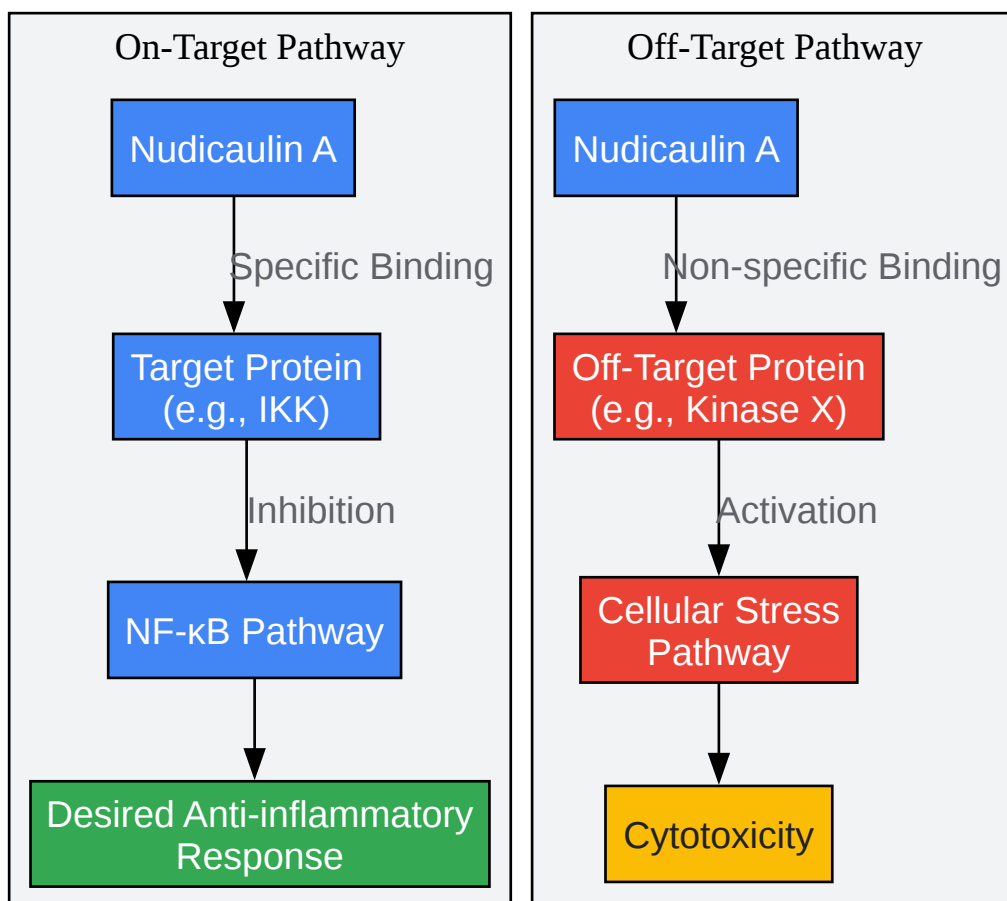 On-Target Pathway
Nudicaulin A
Specific Binding
Target Protein
(e.g., IKK)
Inhibition
NF-κB Pathway
Desired Anti-inflammatory
Response
Off-Target Pathway
Nudicaulin A
Non-specific Binding
Off-Target Protein
(e.g., Kinase X)
Activation
Cellular Stress
Pathway
Cytotoxicity